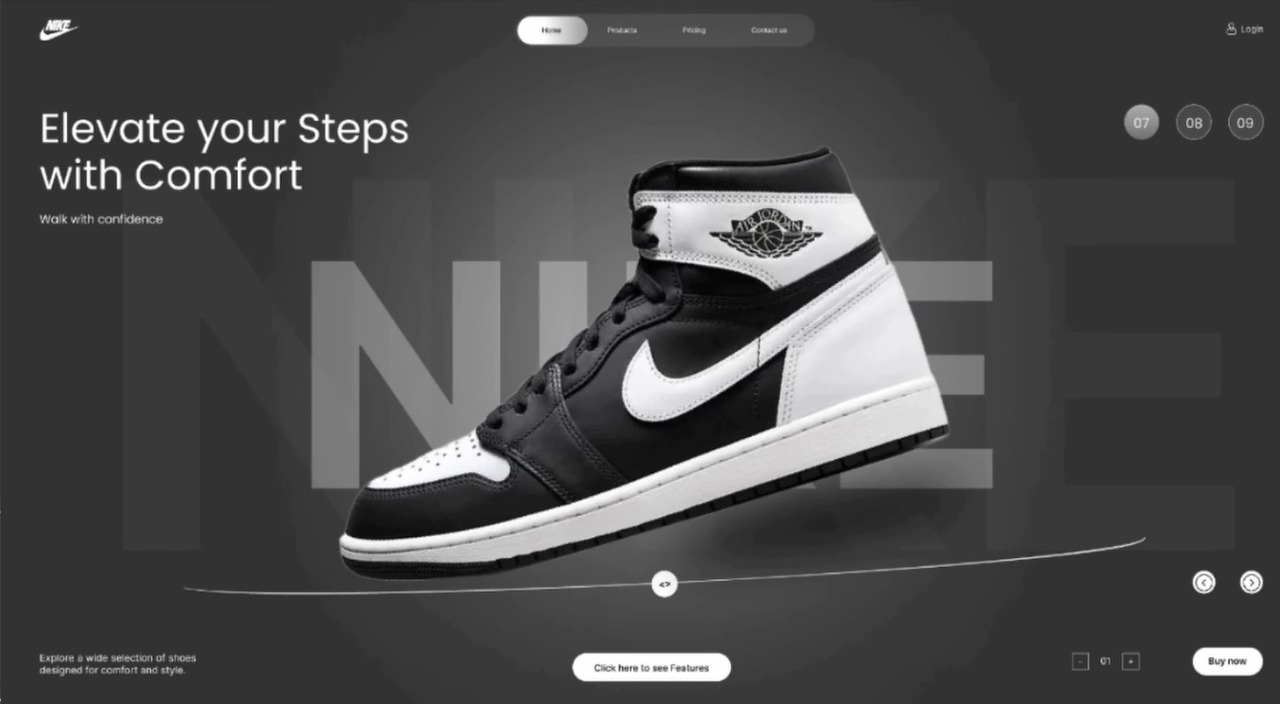 NIKE
Home
Products
Pricing
Contact us
Login
Elevate your Steps
with Comfort
Walk with confidence
07
08
09
AIR JORDAN
TM
NIKE
NIKE
<>
Explore a wide selection of shoes
designed for comfort and style.
Click here to see Features
-
01
+
Buy now